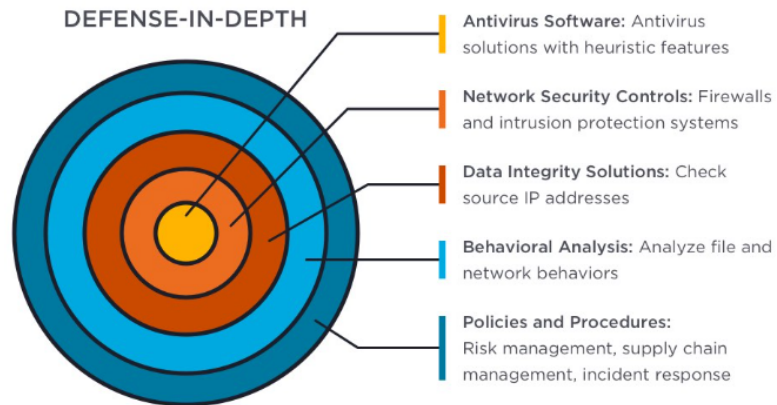 DEFENSE-IN-DEPTH
Antivirus Software: Antivirus
solutions with heuristic features
Network Security Controls: Firewalls
and intrusion protection systems
Data Integrity Solutions: Check
source IP addresses
Behavioral Analysis: Analyze file and
network behaviors
Policies and Procedures:
Risk management, supply chain
management, incident response